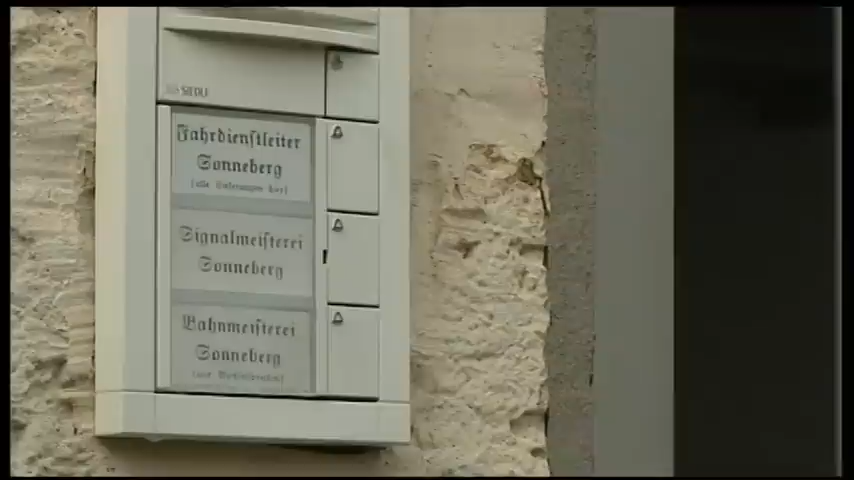 SIEDLE
Fahrdienſtleiter
Sonneberg
Signalmeiſterei
Sonneberg
Bahnmeiſterei
Sonneberg